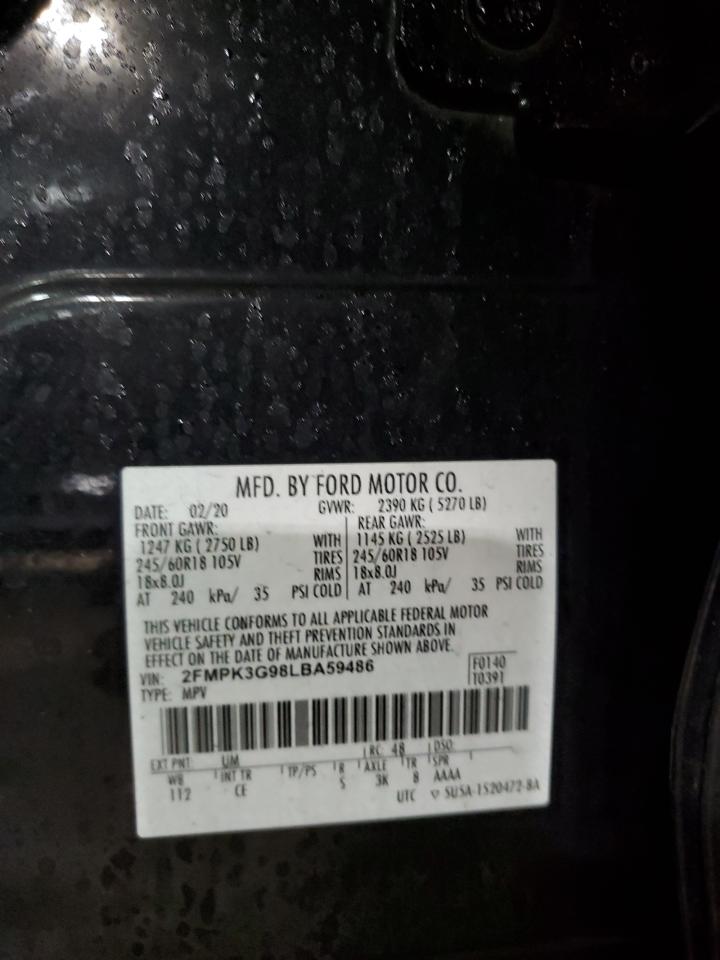 MFD. BY FORD MOTOR CO.
DATE: 02/20 GVWR: 2390 KG ( 5270 LB)
FRONT GAWR: REAR GAWR:
1247 KG ( 2750 LB) WITH 1145 KG ( 2525 LB) WITH
245/60R18 105V TIRES 245/60R18 105V TIRES
18x8.0J RIMS 18x8.0J RIMS
AT 240 kPa/ 35 PSI COLD AT 240 kPa/ 35 PSI COLD
THIS VEHICLE CONFORMS TO ALL APPLICABLE FEDERAL MOTOR
VEHICLE SAFETY AND THEFT PREVENTION STANDARDS IN
EFFECT ON THE DATE OF MANUFACTURE SHOWN ABOVE.
VIN: 2FMPK3G98LBA59486 F0140
TYPE: MPV T0391
EXT PNT: UM RC: 48 DSO:
WB INT TR TP/PS R AXLE TR SPR
112 CE S 3K 8 AAAA
UTC ▽ SU5A-1520472-BA